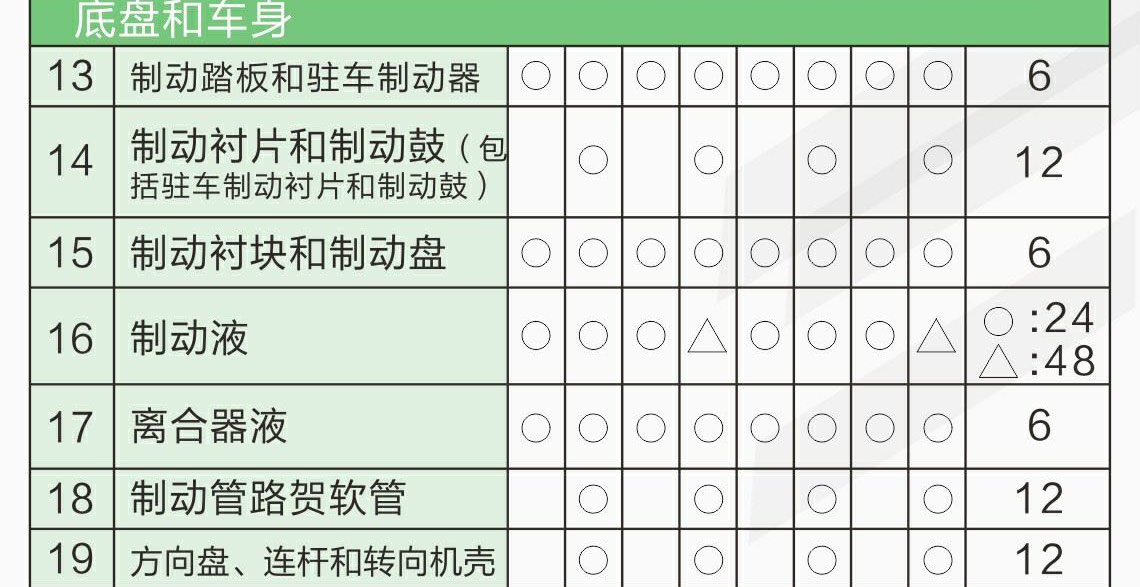 底盘和车身
13 制动踏板和驻车制动器 ○ ○ ○ ○ ○ ○ ○ ○ 6
14 制动衬片和制动鼓（包
括驻车制动衬片和制动鼓） ○ ○ ○ ○ 12
15 制动衬块和制动盘 ○ ○ ○ ○ ○ ○ ○ ○ 6
16 制动液 ○ ○ ○ △ ○ ○ ○ △ ○:24
△:48
17 离合器液 ○ ○ ○ ○ ○ ○ ○ ○ 6
18 制动管路贺软管 ○ ○ ○ ○ 12
19 方向盘、连杆和转向机壳 ○ ○ ○ ○ 12